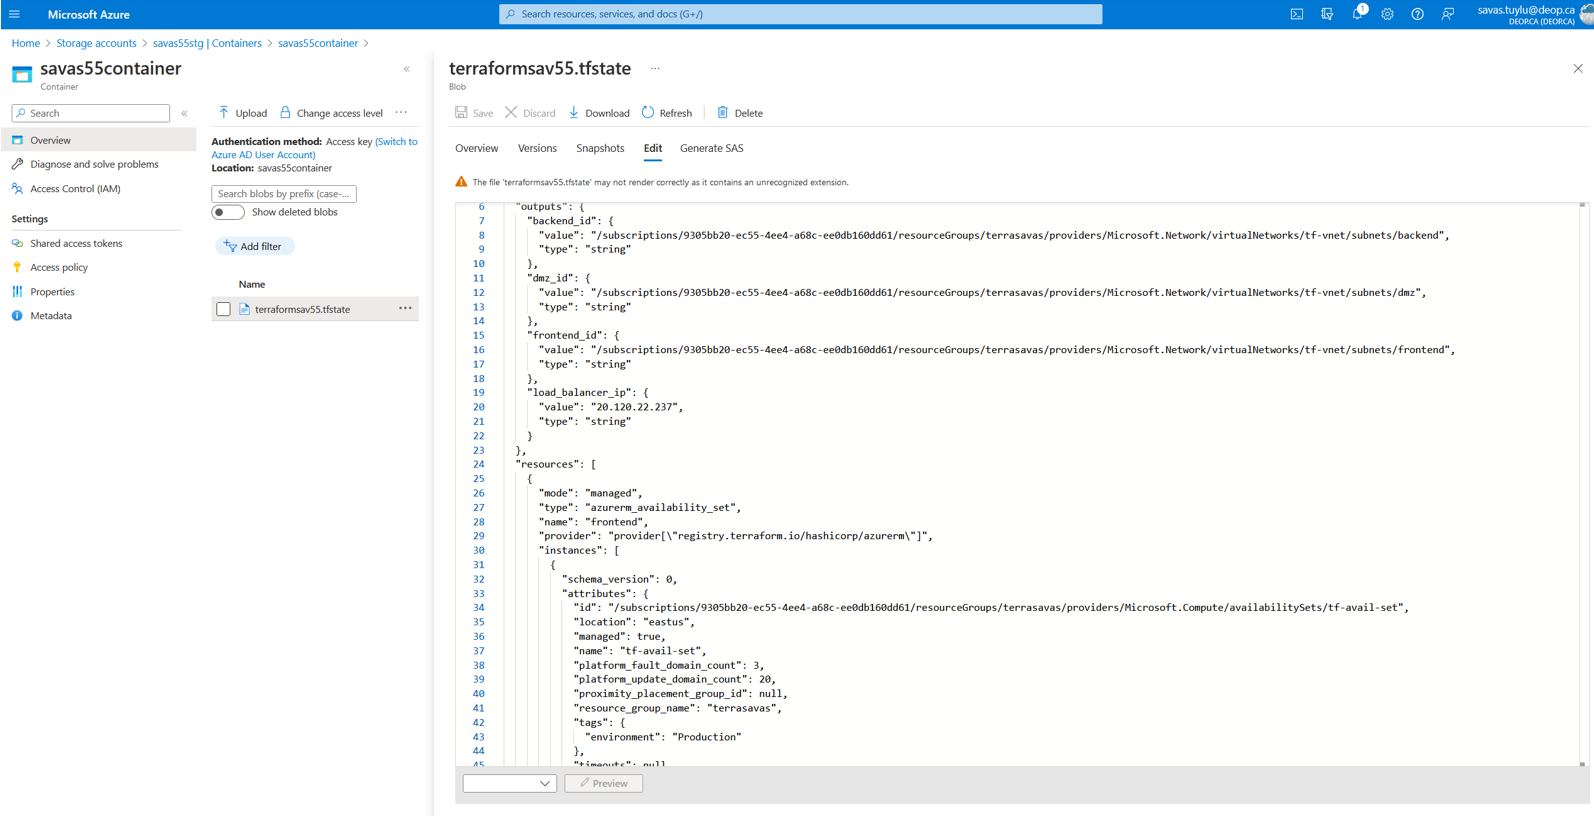 Microsoft Azure
Search resources, services, and docs (G+/)
1
savas.tuylu@deop.ca
DEOP.CA (DEOP.CA)
Home > Storage accounts > savas55stg | Containers > savas55container >
savas55container
Container
«
Search
«
Overview
Diagnose and solve problems
Access Control (IAM)
Settings
Shared access tokens
Access policy
Properties
Metadata
Upload
Change access level
...
Authentication method: Access key (Switch to
Azure AD User Account)
Location: savas55container
Search blobs by prefix (case-...
Show deleted blobs
Add filter
Name
terraformsav55.tfstate
...
terraformsav55.tfstate
...
Blob
Save
Discard
Download
Refresh
Delete
Overview
Versions
Snapshots
Edit
Generate SAS
The file 'terraformsav55.tfstate' may not render correctly as it contains an unrecognized extension.
6 "outputs": {
7 "backend_id": {
8 "value": "/subscriptions/9305bb20-ec55-4ee4-a68c-ee0db160dd61/resourceGroups/terrasavas/providers/Microsoft.Network/virtualNetworks/tf-vnet/subnets/backend",
9 "type": "string"
10 },
11 "dmz_id": {
12 "value": "/subscriptions/9305bb20-ec55-4ee4-a68c-ee0db160dd61/resourceGroups/terrasavas/providers/Microsoft.Network/virtualNetworks/tf-vnet/subnets/dmz",
13 "type": "string"
14 },
15 "frontend_id": {
16 "value": "/subscriptions/9305bb20-ec55-4ee4-a68c-ee0db160dd61/resourceGroups/terrasavas/providers/Microsoft.Network/virtualNetworks/tf-vnet/subnets/frontend",
17 "type": "string"
18 },
19 "load_balancer_ip": {
20 "value": "20.120.22.237",
21 "type": "string"
22 }
23 },
24 "resources": [
25 {
26 "mode": "managed",
27 "type": "azurerm_availability_set",
28 "name": "frontend",
29 "provider": "provider[\"registry.terraform.io/hashicorp/azurerm\"]",
30 "instances": [
31 {
32 "schema_version": 0,
33 "attributes": {
34 "id": "/subscriptions/9305bb20-ec55-4ee4-a68c-ee0db160dd61/resourceGroups/terrasavas/providers/Microsoft.Compute/availabilitySets/tf-avail-set",
35 "location": "eastus",
36 "managed": true,
37 "name": "tf-avail-set",
38 "platform_fault_domain_count": 3,
39 "platform_update_domain_count": 20,
40 "proximity_placement_group_id": null,
41 "resource_group_name": "terrasavas",
42 "tags": {
43 "environment": "Production"
44 },
45 "timeouts": null
Preview